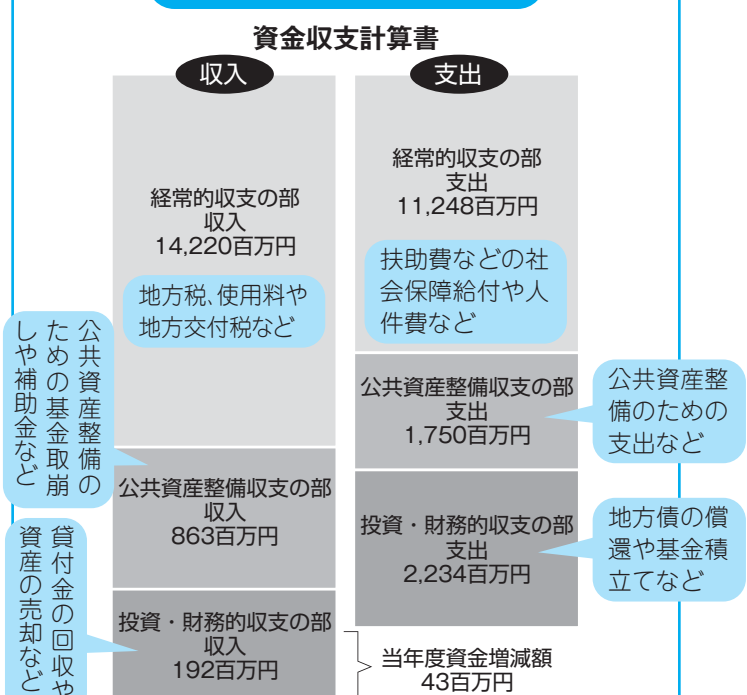 資金収支計算書
収入
経常的収支の部
収入
14,220百万円
地方税、使用料や
地方交付税など
公共資産整備の
ための基金取崩
しや補助金など
公共資産整備収支の部
収入
863百万円
貸付金の回収や
資産の売却など
投資・財務的収支の部
収入
192百万円
支出
経常的収支の部
支出
11,248百万円
扶助費などの社
会保障給付や人
件費など
公共資産整備収支の部
支出
1,750百万円
公共資産整
備のための
支出など
投資・財務的収支の部
支出
2,234百万円
地方債の償
還や基金積
立てなど
当年度資金増減額
43百万円